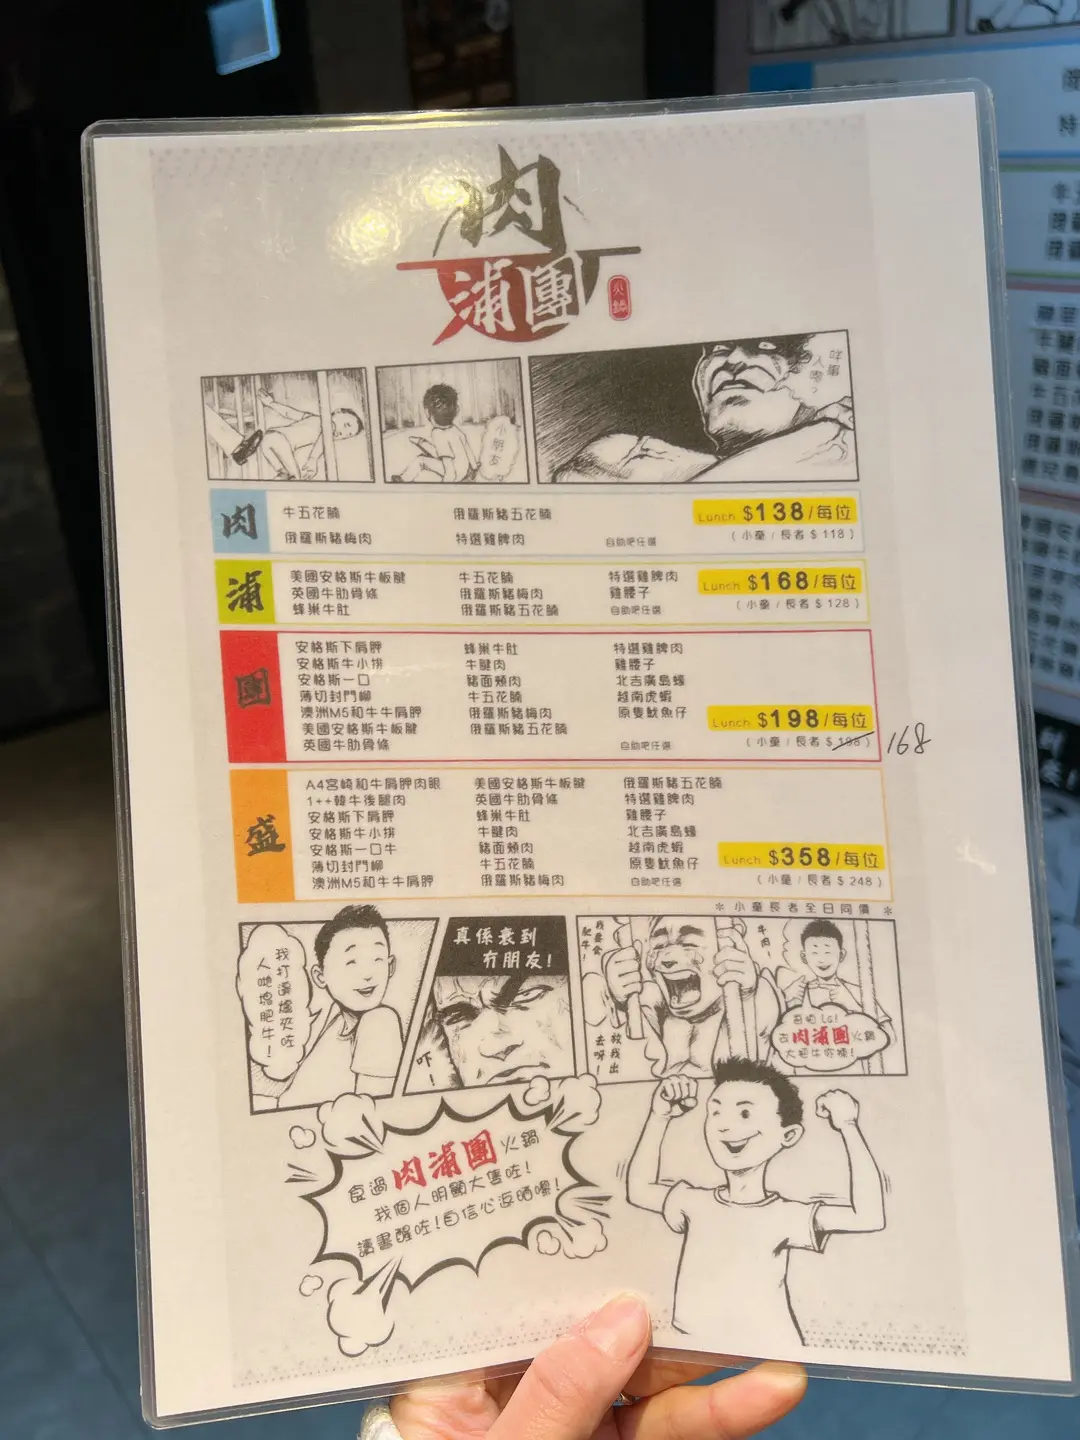 肉
浦團
火鍋
小朋友
咩事
人喎?
肉
牛五花腩 俄羅斯豬五花腩
俄羅斯豬梅肉 特選雞脾肉 自助吧任選
Lunch $138/每位
(小童/長者$118)
浦
美國安格斯牛板腱 牛五花腩 特選雞脾肉
英國牛肋骨條 俄羅斯豬梅肉 雞腰子
蜂巢牛肚 俄羅斯豬五花腩 自助吧任選
Lunch $168/每位
(小童/長者$128)
團
安格斯下肩胛 蜂巢牛肚 特選雞脾肉
安格斯牛小排 牛腱肉 雞腰子
安格斯一口 豬面頰肉 北吉廣島蠔
薄切封門柳 牛五花腩 越南虎蝦
澳洲M5和牛牛肩胛 俄羅斯豬梅肉 原隻魷魚仔
美國安格斯牛板腱 俄羅斯豬五花腩
英國牛肋骨條 自助吧任選
Lunch $198/每位
(小童/長者$198) 168
盛
A4宮崎和牛肩胛肉眼 美國安格斯牛板腱 俄羅斯豬五花腩
1++韓牛後腿肉 英國牛肋骨條 特選雞脾肉
安格斯下肩胛 蜂巢牛肚 雞腰子
安格斯牛小排 牛腱肉 北吉廣島蠔
安格斯一口牛 豬面頰肉 越南虎蝦
薄切封門柳 牛五花腩 原隻魷魚仔
澳洲M5和牛牛肩胛 俄羅斯豬梅肉 自助吧任選
Lunch $358/每位
(小童/長者$248)
*小童長者全日同價*
我打邊爐夾咗
人哋塊肥牛!
真係衰到
冇朋友!
吓!
我要食
肥牛!
放我出
去呀!
牛肉,
哥怕La!
去肉浦團火鍋
大把牛你揀!
食過肉浦團火鍋
我個人明顯大隻咗!
讀書醒咗!自信心返晒嚟!